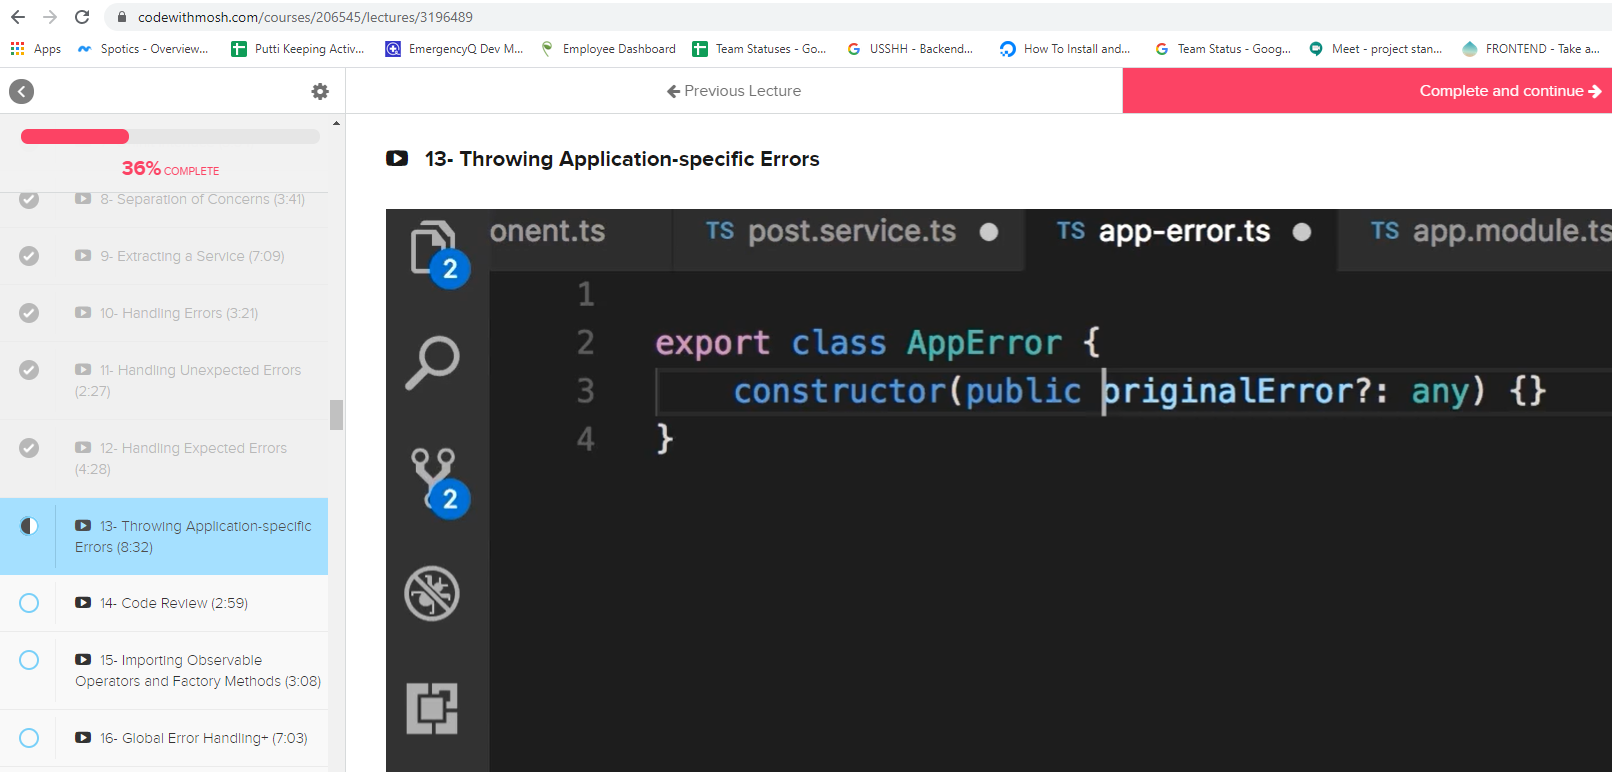 codewithmosh.com/courses/206545/lectures/3196489
Apps Spotics - Overview... Putti Keeping Activ... EmergencyQ Dev M... Employee Dashboard Team Statuses - Go... USSHH - Backend... How To Install and... Team Status - Goog... Meet - project stan... FRONTEND - Take a...
Previous Lecture
Complete and continue
36% COMPLETE
8- Separation of Concerns (3:41)
9- Extracting a Service (7:09)
10- Handling Errors (3:21)
11- Handling Unexpected Errors
(2:27)
12- Handling Expected Errors
(4:28)
13- Throwing Application-specific
Errors (8:32)
14- Code Review (2:59)
15- Importing Observable
Operators and Factory Methods (3:08)
16- Global Error Handling+ (7:03)
13- Throwing Application-specific Errors
onent.ts TS post.service.ts TS app-error.ts TS app.module.ts
2
2
1
2 export class AppError {
3 constructor(public originalError?: any) {}
4 }